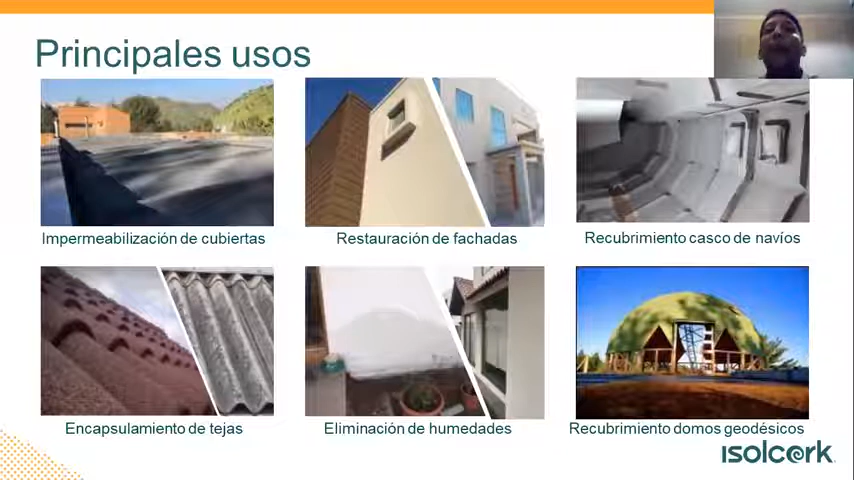 Principales usos
Impermeabilización de cubiertas
Restauración de fachadas
Recubrimiento casco de navíos
Encapsulamiento de tejas
Eliminación de humedades
Recubrimiento domos geodésicos
isolcork